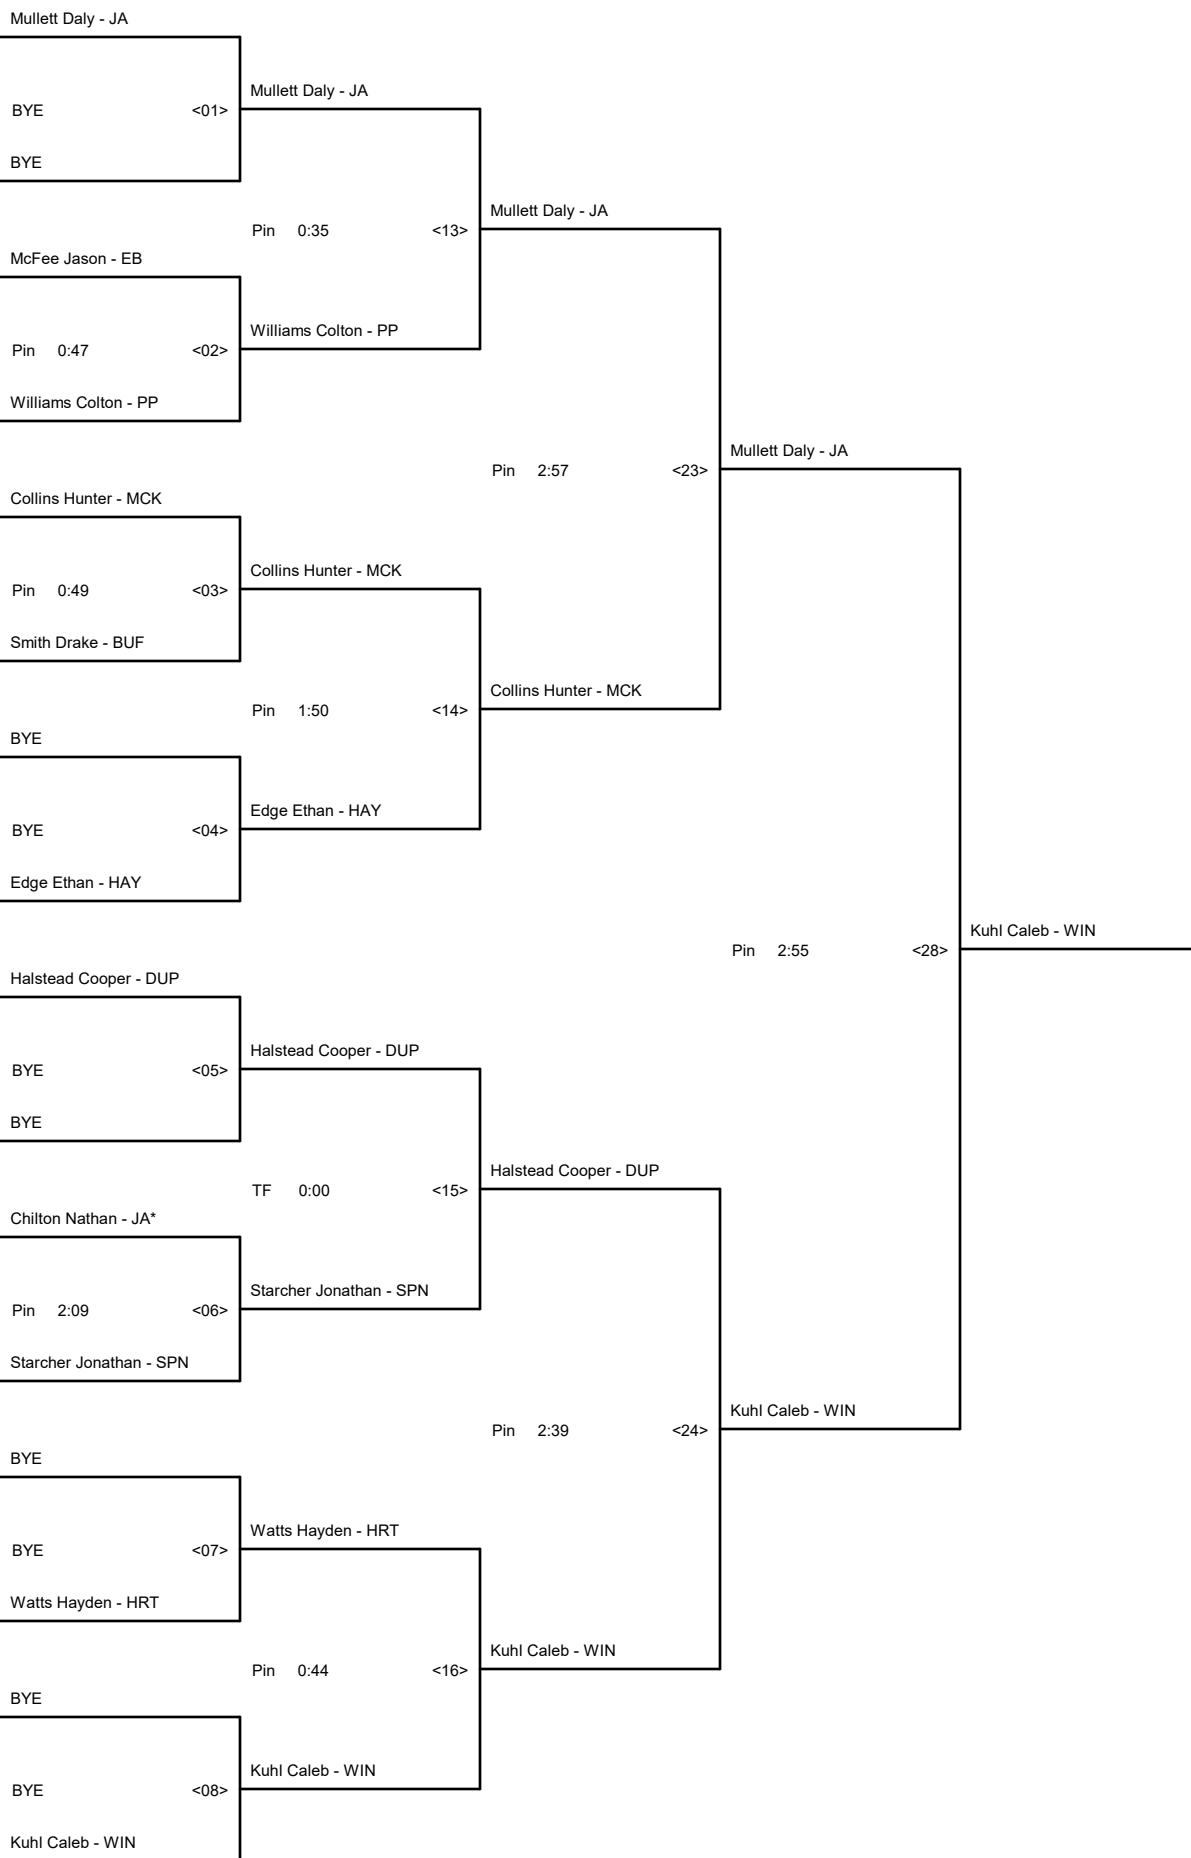 Mullett Daly - JA
Mullett Daly - JA
BYE <01>
BYE
Mullett Daly - JA
Pin 0:35 <13>
McFee Jason - EB
Williams Colton - PP
Pin 0:47 <02>
Williams Colton - PP
Mullett Daly - JA
Pin 2:57 <23>
Collins Hunter - MCK
Collins Hunter - MCK
Pin 0:49 <03>
Smith Drake - BUF
Collins Hunter - MCK
Pin 1:50 <14>
BYE
Edge Ethan - HAY
BYE <04>
Edge Ethan - HAY
Kuhl Caleb - WIN
Pin 2:55 <28>
Halstead Cooper - DUP
Halstead Cooper - DUP
BYE <05>
BYE
Halstead Cooper - DUP
TF 0:00 <15>
Chilton Nathan - JA*
Starcher Jonathan - SPN
Pin 2:09 <06>
Starcher Jonathan - SPN
Kuhl Caleb - WIN
Pin 2:39 <24>
BYE
Watts Hayden - HRT
BYE <07>
Watts Hayden - HRT
Kuhl Caleb - WIN
Pin 0:44 <16>
BYE
Kuhl Caleb - WIN
BYE <08>
Kuhl Caleb - WIN